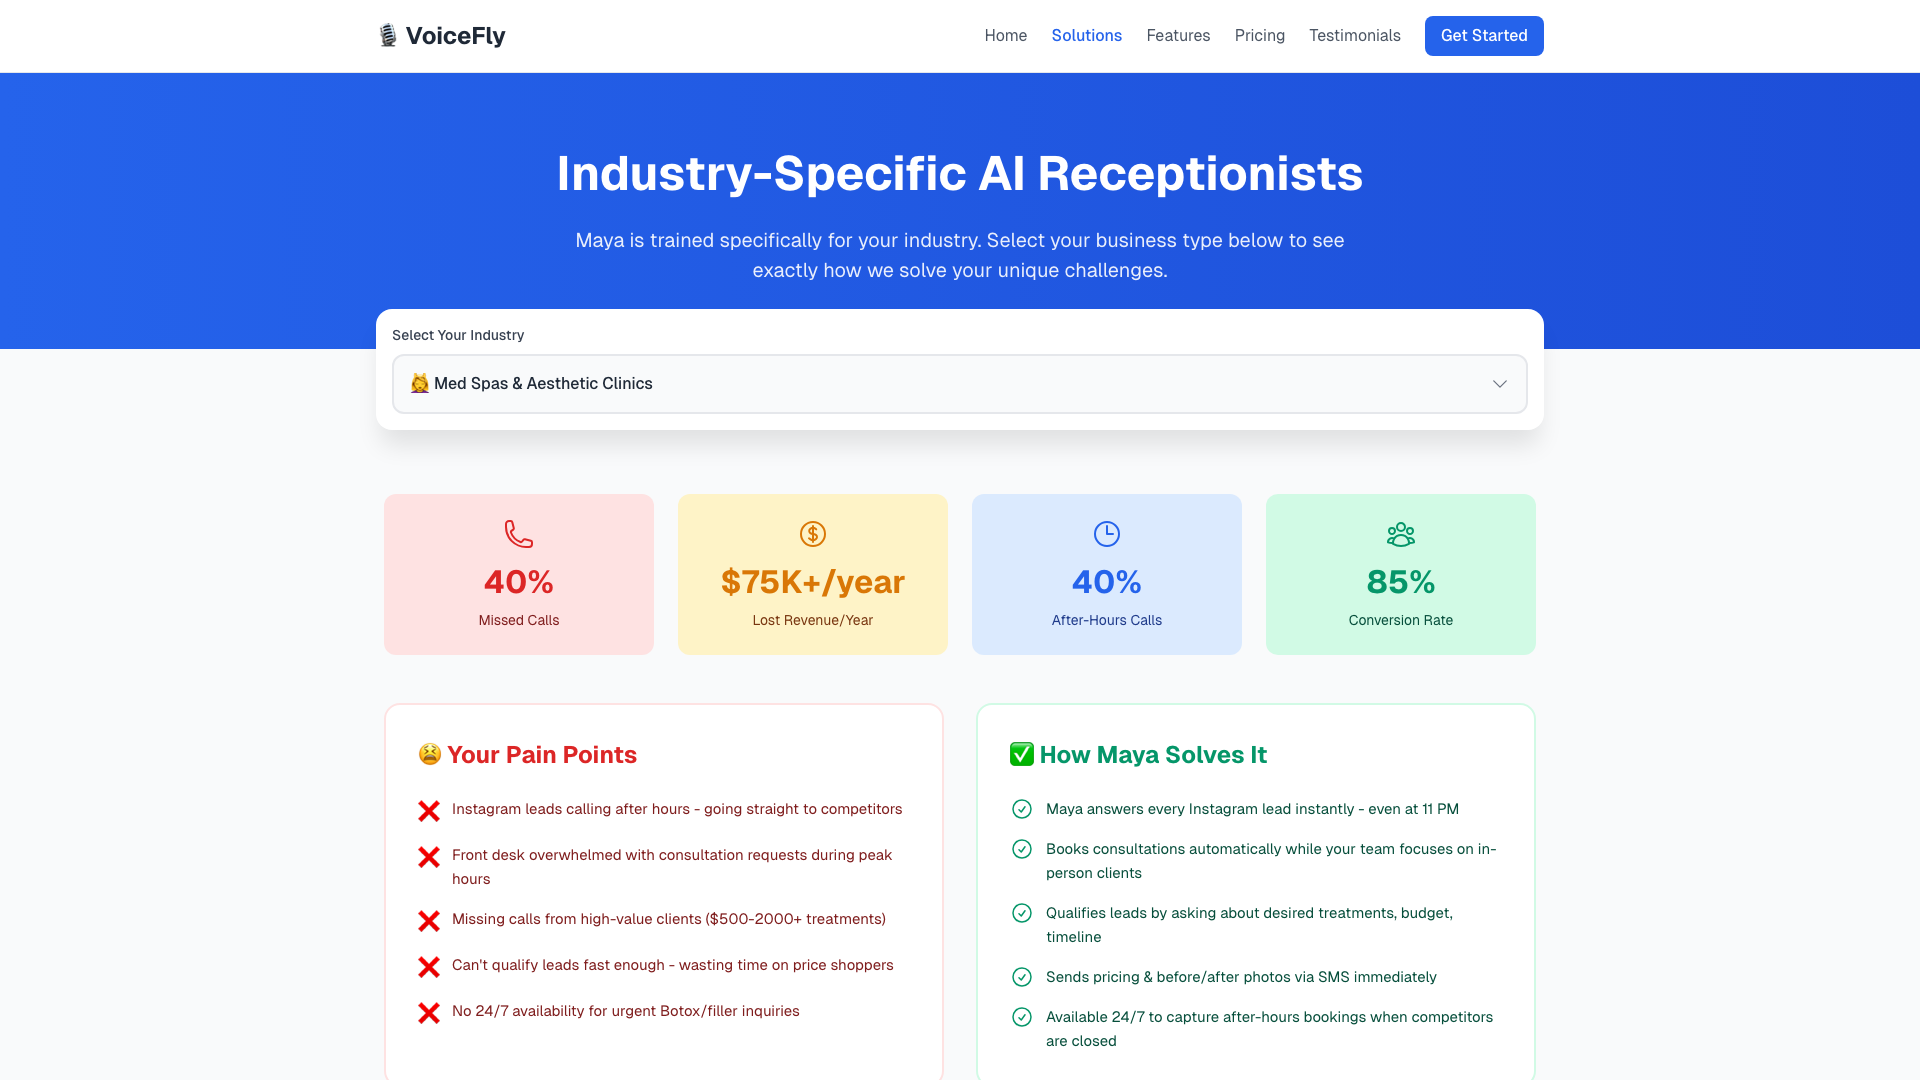 VoiceFly
Home
Solutions
Features
Pricing
Testimonials
Get Started
Industry-Specific AI Receptionists
Maya is trained specifically for your industry. Select your business type below to see
exactly how we solve your unique challenges.
Select Your Industry
Med Spas & Aesthetic Clinics
40%
Missed Calls
$75K+/year
Lost Revenue/Year
40%
After-Hours Calls
85%
Conversion Rate
Your Pain Points
Instagram leads calling after hours - going straight to competitors
Front desk overwhelmed with consultation requests during peak
hours
Missing calls from high-value clients ($500-2000+ treatments)
Can't qualify leads fast enough - wasting time on price shoppers
No 24/7 availability for urgent Botox/filler inquiries
How Maya Solves It
Maya answers every Instagram lead instantly - even at 11 PM
Books consultations automatically while your team focuses on in-
person clients
Qualifies leads by asking about desired treatments, budget,
timeline
Sends pricing & before/after photos via SMS immediately
Available 24/7 to capture after-hours bookings when competitors
are closed